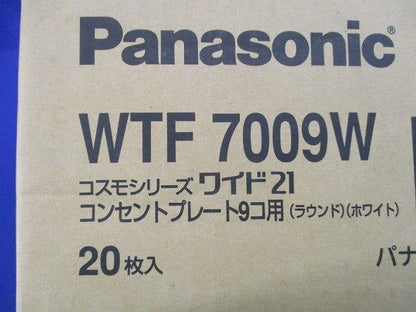 Panasonic®
WTF 7009W
コスモシリーズ ワイド21
コンセントプレート9コ用 (ラウンド)(ホワイト)
20枚入
パナ